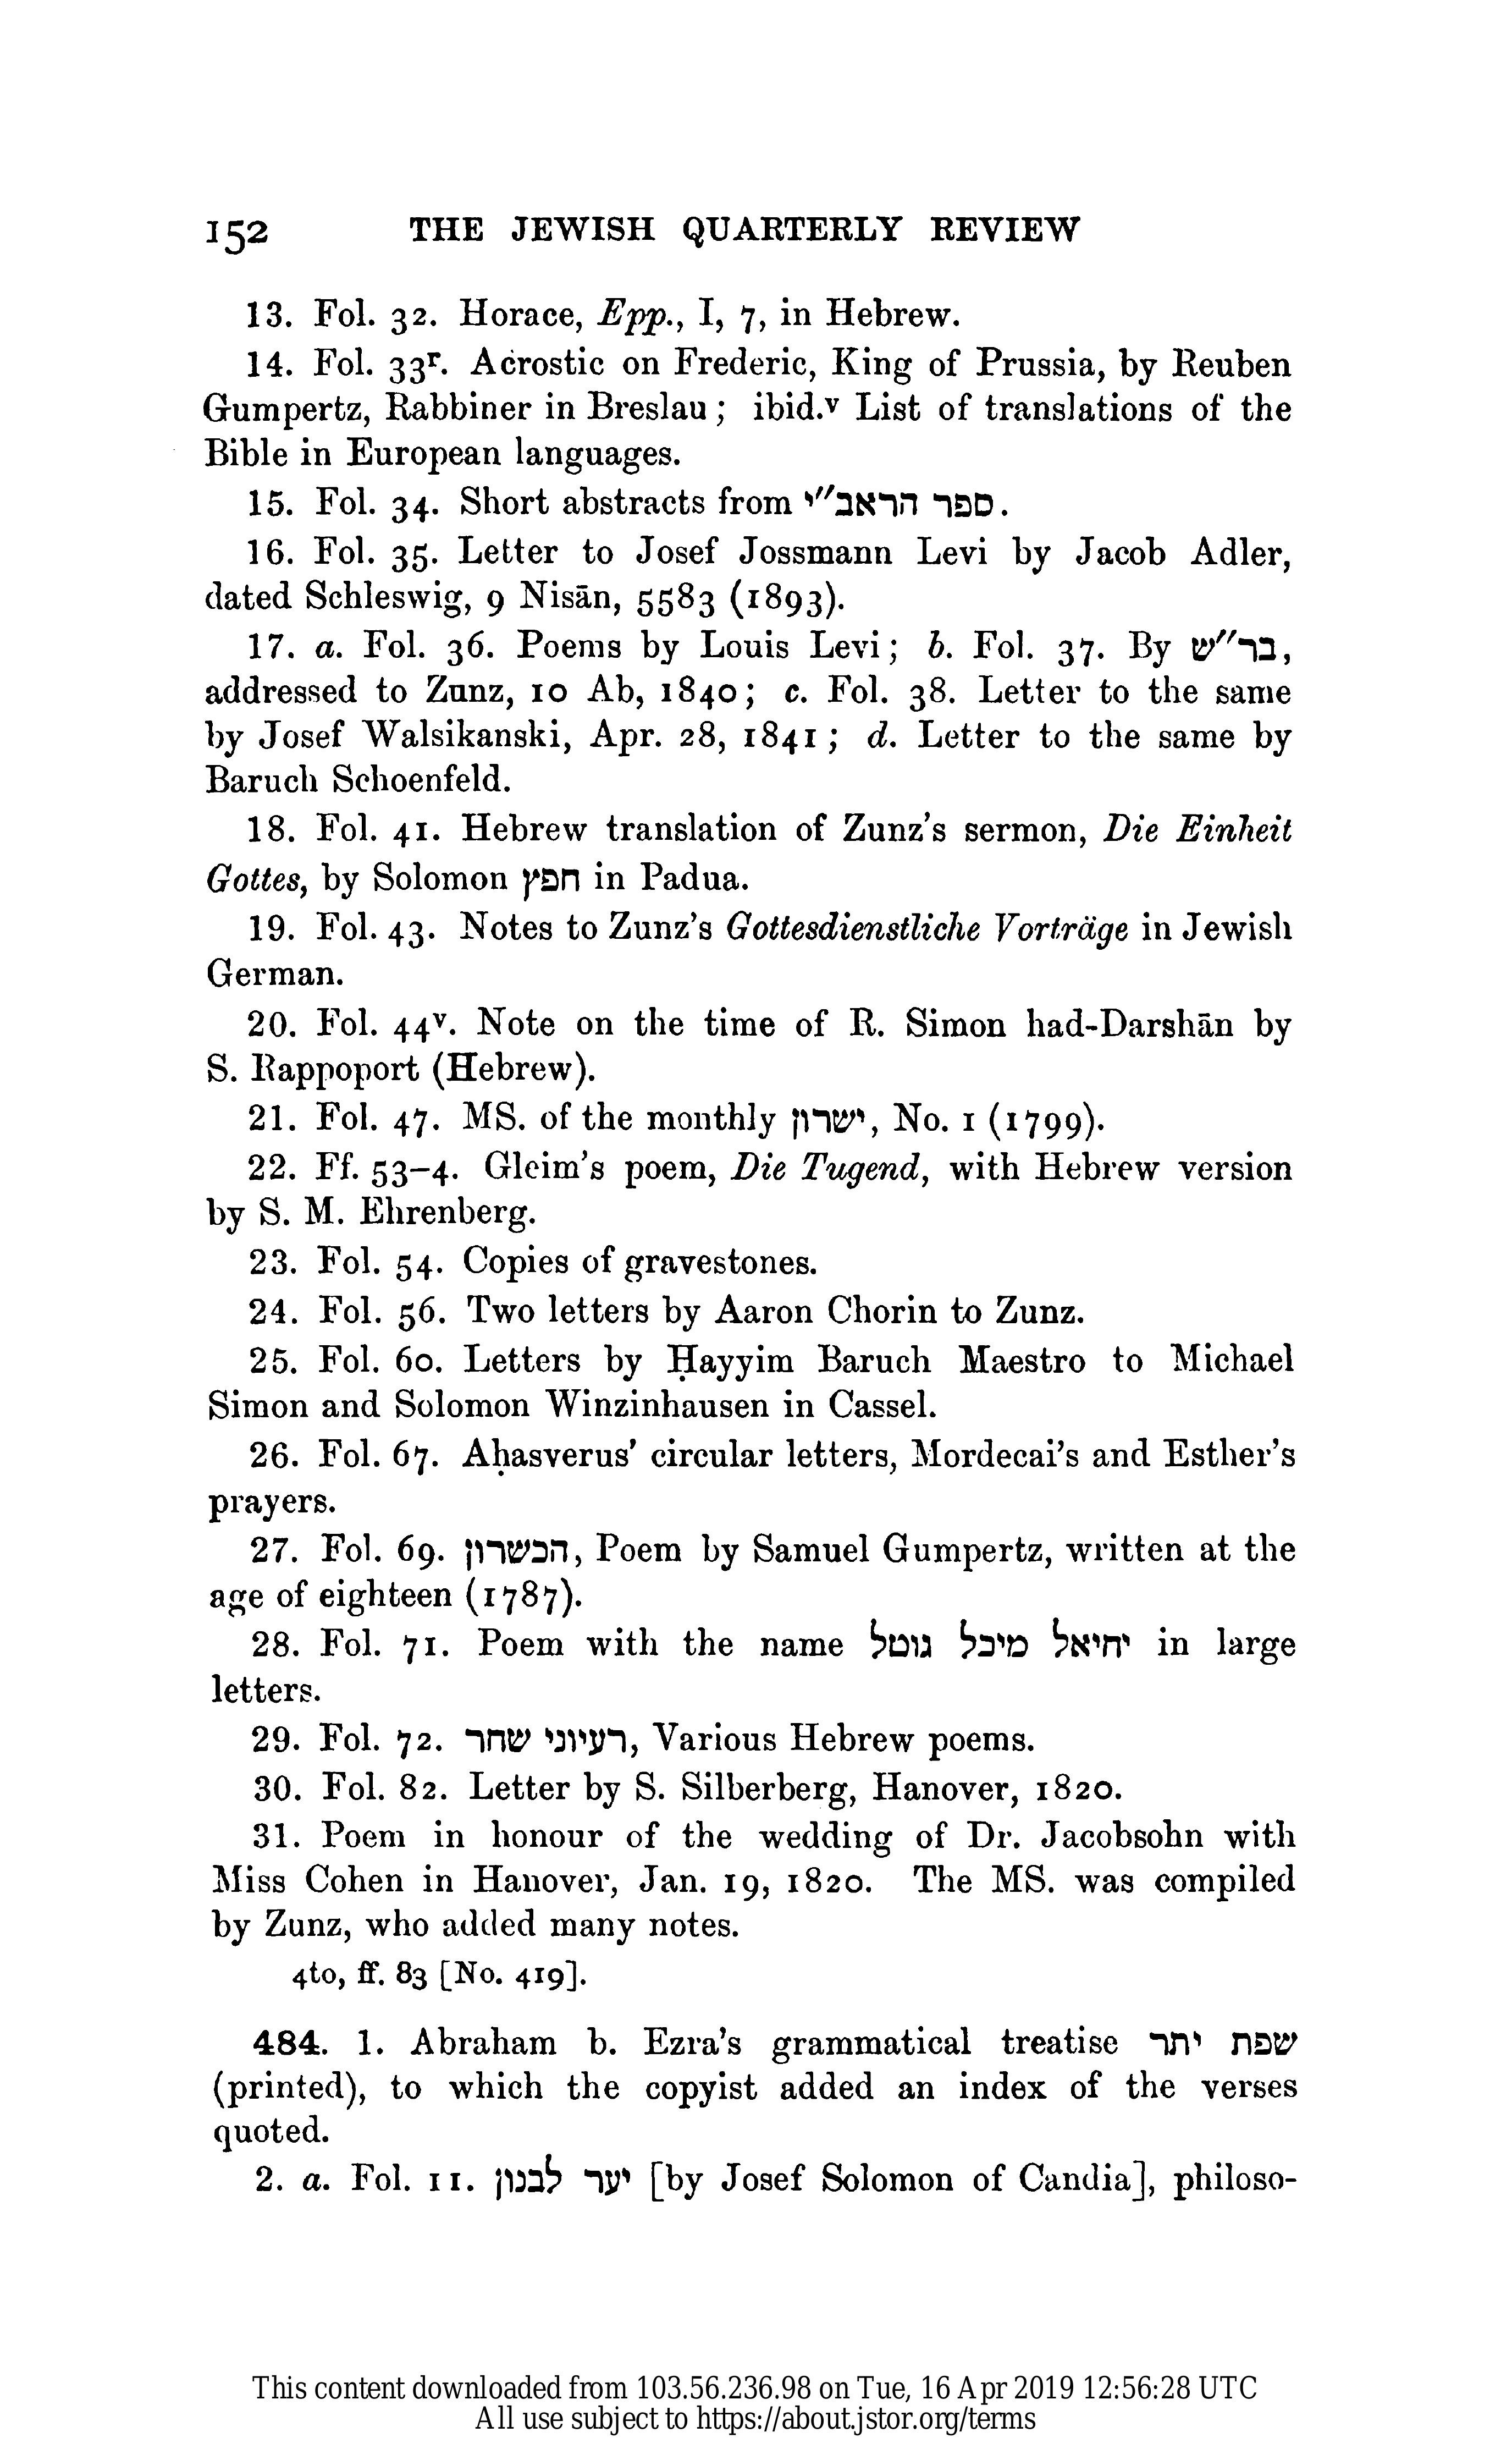 152 THE JEWISH QUARTERLY REVIEW
13. Fol. 32. Horace, Epp., I, 7, in Hebrew.
14. Fol. 33r. Acrostic on Frederic, King of Prussia, by Reuben
Gumpertz, Rabbiner in Breslau; ibid.v List of translations of the
Bible in European languages.
15. Fol. 34. Short abstracts from ספר הראב״י.
16. Fol. 35. Letter to Josef Jossmann Levi by Jacob Adler,
dated Schleswig, 9 Nisān, 5583 (1893).
17. a. Fol. 36. Poems by Louis Levi; b. Fol. 37. By בר״ש,
addressed to Zunz, 10 Ab, 1840; c. Fol. 38. Letter to the same
by Josef Walsikanski, Apr. 28, 1841; d. Letter to the same by
Baruch Schoenfeld.
18. Fol. 41. Hebrew translation of Zunz's sermon, Die Einheit
Gottes, by Solomon חפץ in Padua.
19. Fol. 43. Notes to Zunz's Gottesdienstliche Vorträge in Jewish
German.
20. Fol. 44v. Note on the time of R. Simon had-Darshān by
S. Rappoport (Hebrew).
21. Fol. 47. MS. of the monthly ישרון, No. 1 (1799).
22. Ff. 53–4. Gleim's poem, Die Tugend, with Hebrew version
by S. M. Ehrenberg.
23. Fol. 54. Copies of gravestones.
24. Fol. 56. Two letters by Aaron Chorin to Zunz.
25. Fol. 60. Letters by Ḥayyim Baruch Maestro to Michael
Simon and Solomon Winzinhausen in Cassel.
26. Fol. 67. Aḥasverus' circular letters, Mordecai's and Esther's
prayers.
27. Fol. 69. הכשרון, Poem by Samuel Gumpertz, written at the
age of eighteen (1787).
28. Fol. 71. Poem with the name יחיאל מיכל גוטל in large
letters.
29. Fol. 72. רעיוני שחר, Various Hebrew poems.
30. Fol. 82. Letter by S. Silberberg, Hanover, 1820.
31. Poem in honour of the wedding of Dr. Jacobsohn with
Miss Cohen in Hanover, Jan. 19, 1820. The MS. was compiled
by Zunz, who added many notes.
4to, ff. 83 [No. 419].
484. 1. Abraham b. Ezra's grammatical treatise שפת יתר
(printed), to which the copyist added an index of the verses
quoted.
2. a. Fol. 11. יער לבנון [by Josef Solomon of Candia], philoso-
This content downloaded from 103.56.236.98 on Tue, 16 Apr 2019 12:56:28 UTC
All use subject to https://about.jstor.org/terms